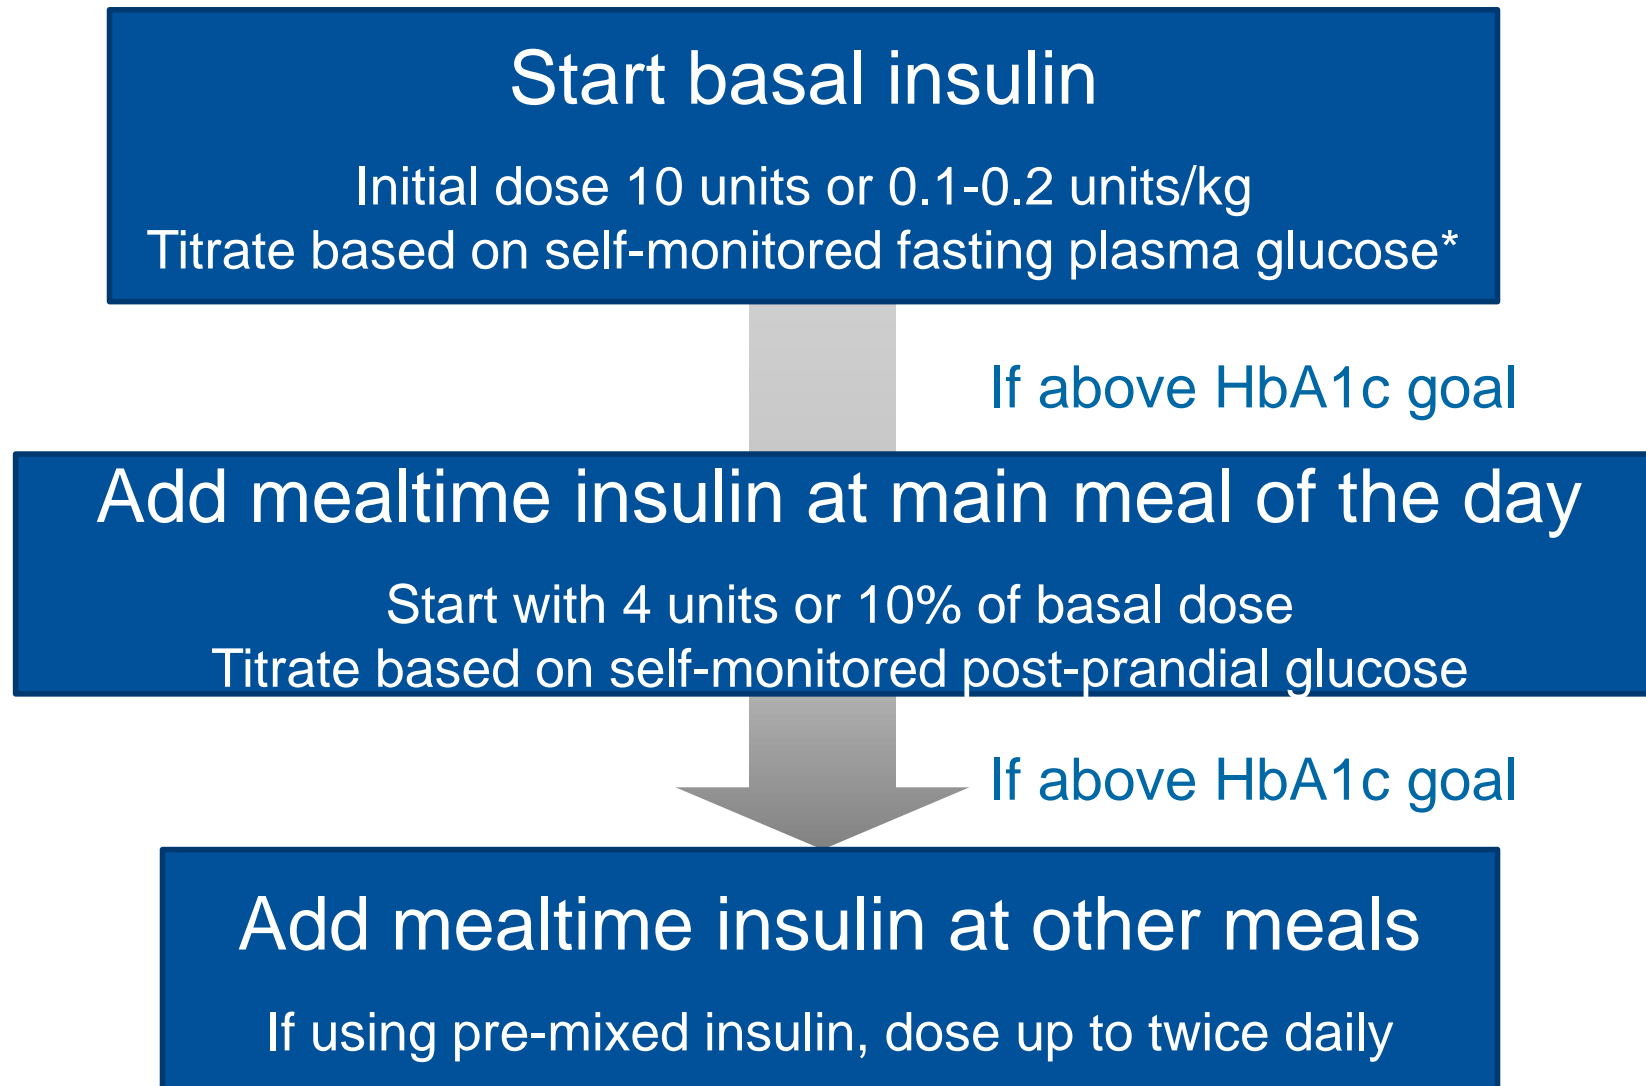 Start basal insulin
Initial dose 10 units or 0.1-0.2 units/kg
Titrate based on self-monitored fasting plasma glucose*
If above HbA1c goal
Add mealtime insulin at main meal of the day
Start with 4 units or 10% of basal dose
Titrate based on self-monitored post-prandial glucose
If above HbA1c goal
Add mealtime insulin at other meals
If using pre-mixed insulin, dose up to twice daily